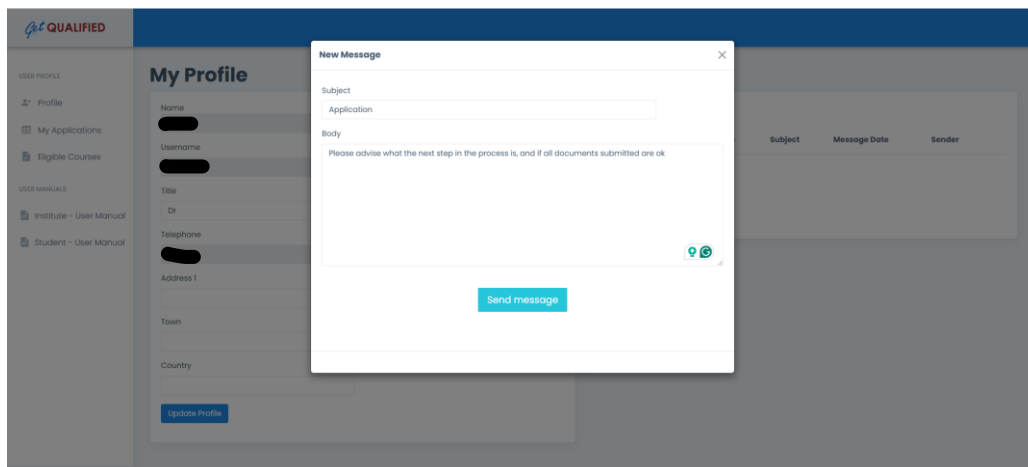 Get QUALIFIED
USER PROFILE
Profile
My Applications
Eligible Courses
USER MANUALS
Institute - User Manual
Student - User Manual
My Profile
Name
Username
Title
Dr
Telephone
Address 1
Town
Country
Update Profile
New Message
Subject
Application
Body
Please advise what the next step in the process is, and if all documents submitted are ok
Send message
Subject Message Date Sender